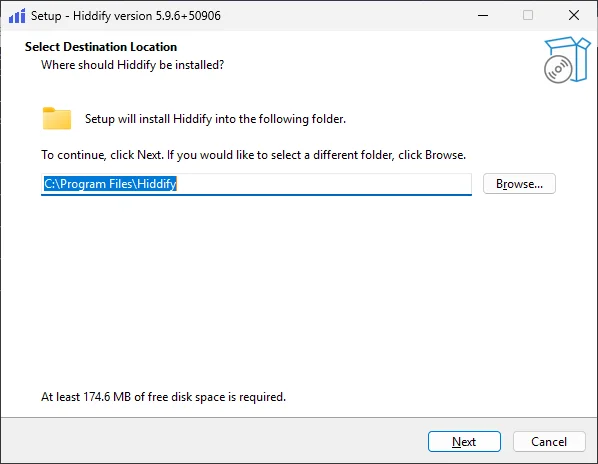 Setup - Hiddify version 5.9.6+50906
Select Destination Location
Where should Hiddify be installed?
Setup will install Hiddify into the following folder.
To continue, click Next. If you would like to select a different folder, click Browse.
C:\Program Files\Hiddify
Browse...
At least 174.6 MB of free disk space is required.
Next
Cancel